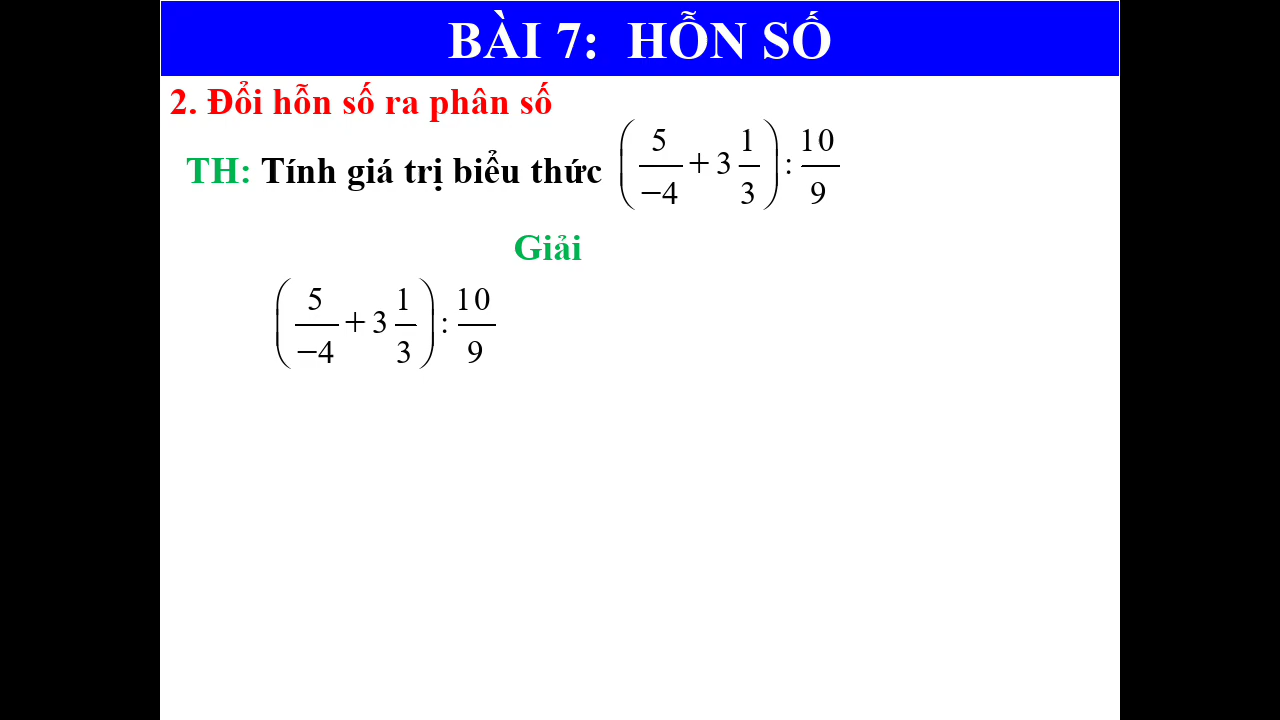 BÀI 7: HỖN SỐ
2. Đổi hỗn số ra phân số
TH: Tính giá trị biểu thức (5/−4 + 3 1/3) : 10/9
Giải
(5/−4 + 3 1/3) : 10/9